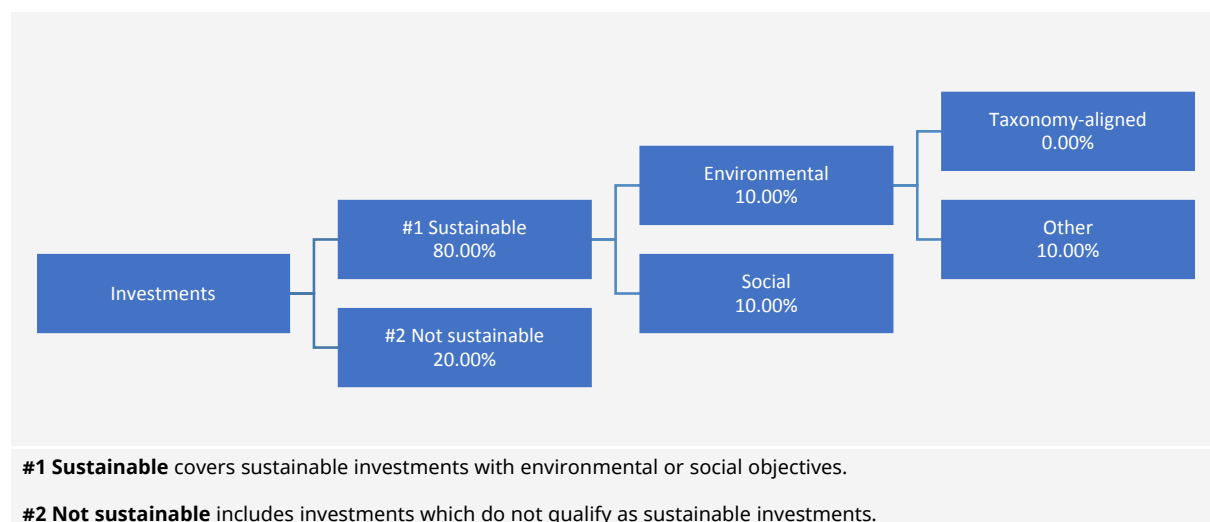 Investments
#1 Sustainable
80.00%
#2 Not sustainable
20.00%
Environmental
10.00%
Social
10.00%
Taxonomy-aligned
0.00%
Other
10.00%
#1 Sustainable covers sustainable investments with environmental or social objectives.
#2 Not sustainable includes investments which do not qualify as sustainable investments.